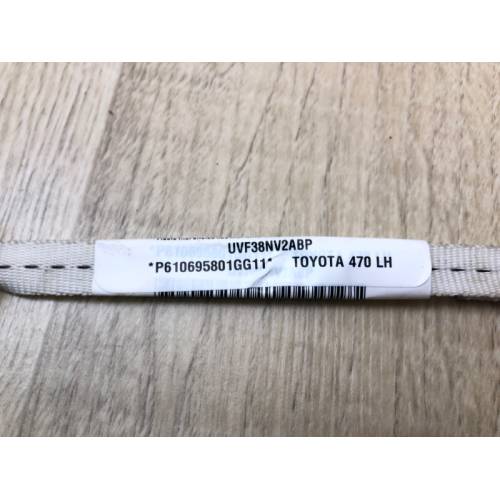 UVF38NV2ABP
*P610695801GG11* TOYOTA 470 LH